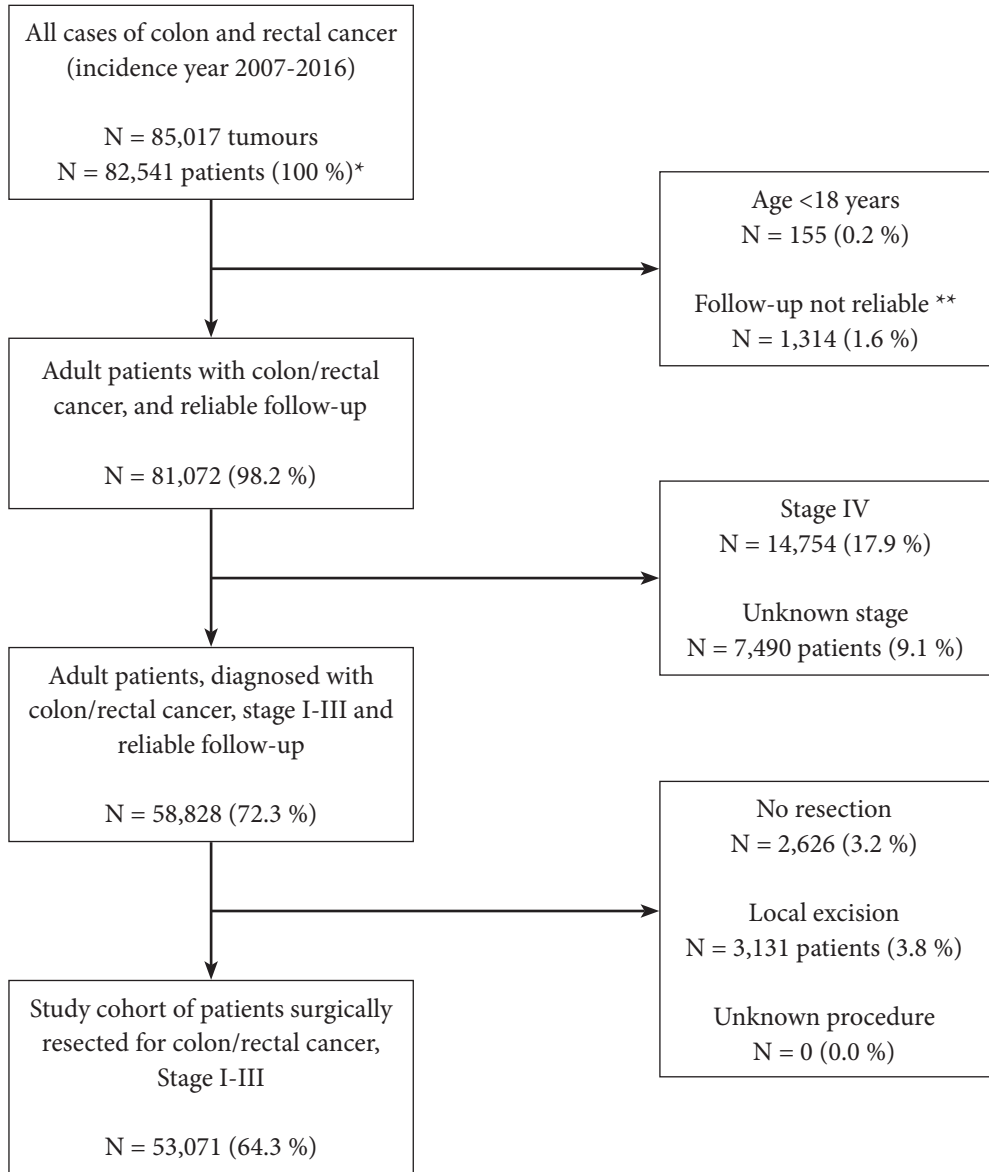 All cases of colon and rectal cancer
(incidence year 2007-2016)
N = 85,017 tumours
N = 82,541 patients (100 %)*
Age <18 years
N = 155 (0.2 %)
Follow-up not reliable **
N = 1,314 (1.6 %)
Adult patients with colon/rectal
cancer, and reliable follow-up
N = 81,072 (98.2 %)
Stage IV
N = 14,754 (17.9 %)
Unknown stage
N = 7,490 patients (9.1 %)
Adult patients, diagnosed with
colon/rectal cancer, stage I-III and
reliable follow-up
N = 58,828 (72.3 %)
No resection
N = 2,626 (3.2 %)
Local excision
N = 3,131 patients (3.8 %)
Unknown procedure
N = 0 (0.0 %)
Study cohort of patients surgically
resected for colon/rectal cancer,
Stage I-III
N = 53,071 (64.3 %)